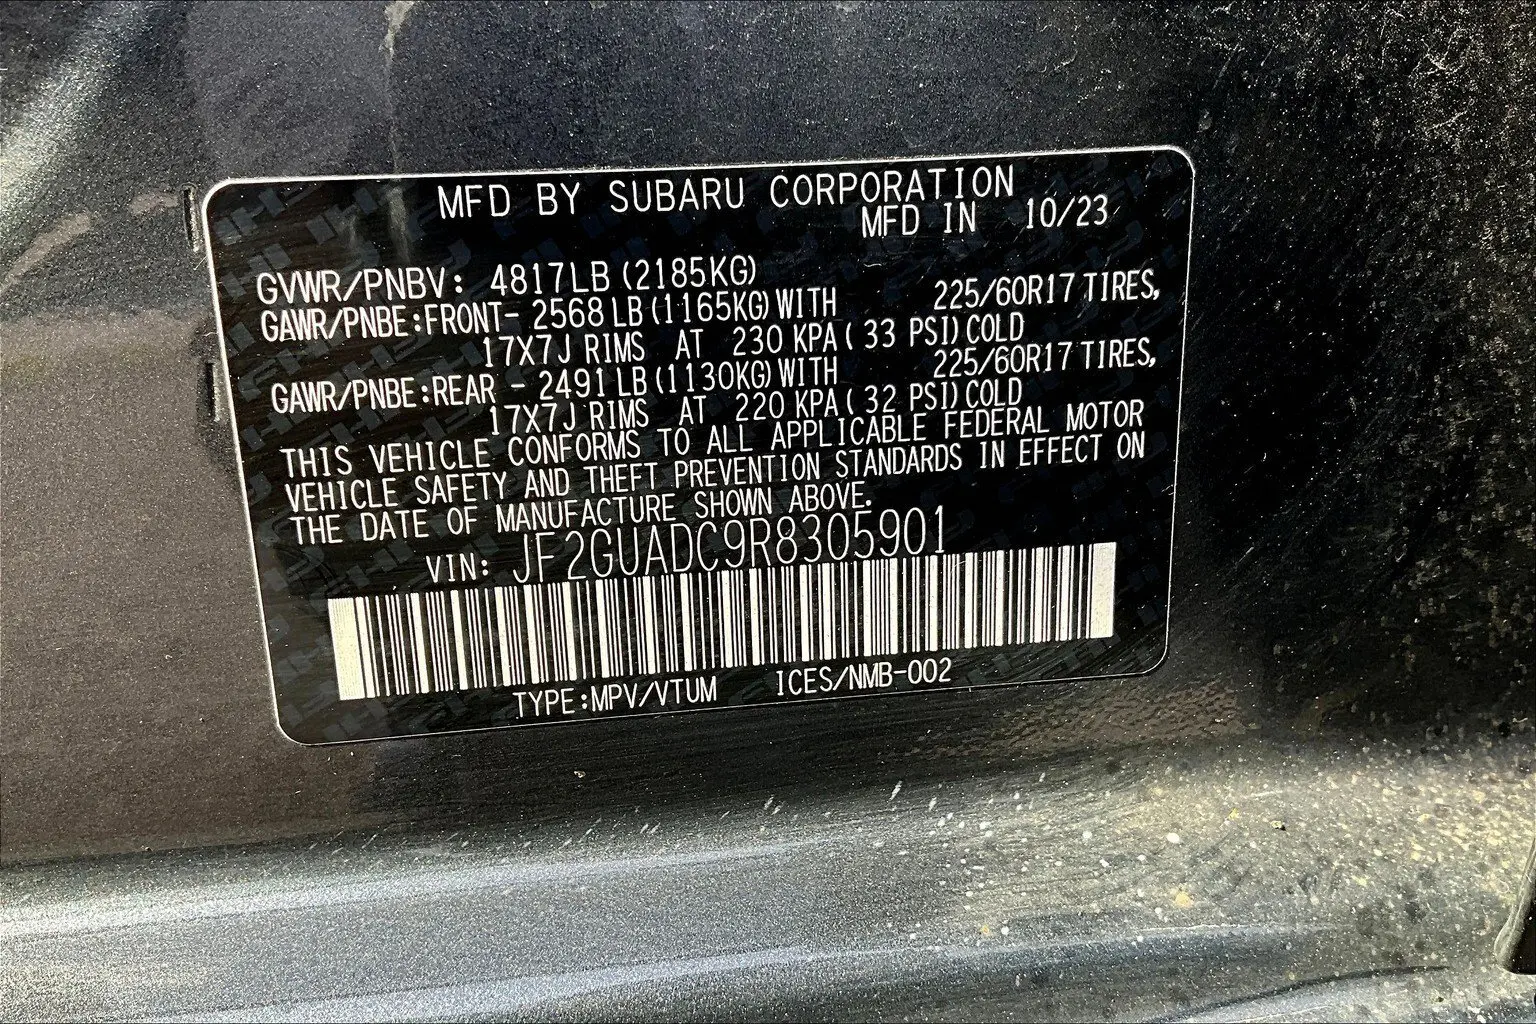 MFD BY SUBARU CORPORATION
MFD IN 10/23
GVWR/PNBV: 4817LB (2185KG)
GAWR/PNBE:FRONT- 2568 LB (1165KG) WITH 225/60R17 TIRES,
17X7J RIMS AT 230 KPA ( 33 PSI) COLD
GAWR/PNBE:REAR - 2491 LB (1130KG) WITH 225/60R17 TIRES,
17X7J RIMS AT 220 KPA ( 32 PSI) COLD
THIS VEHICLE CONFORMS TO ALL APPLICABLE FEDERAL MOTOR
VEHICLE SAFETY AND THEFT PREVENTION STANDARDS IN EFFECT ON
THE DATE OF MANUFACTURE SHOWN ABOVE.
VIN: JF2GUADC9R8305901
TYPE:MPV/VTUM ICES/NMB-002